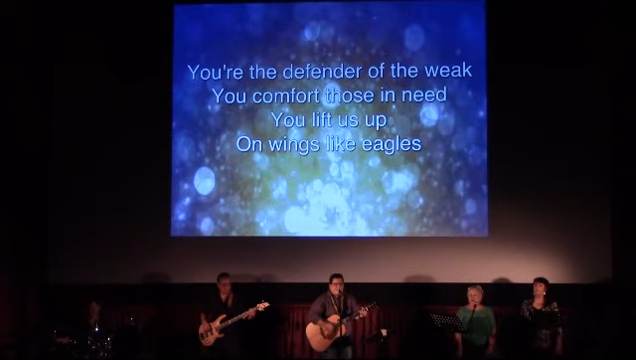 You're the defender of the weak
You comfort those in need
You lift us up
On wings like eagles